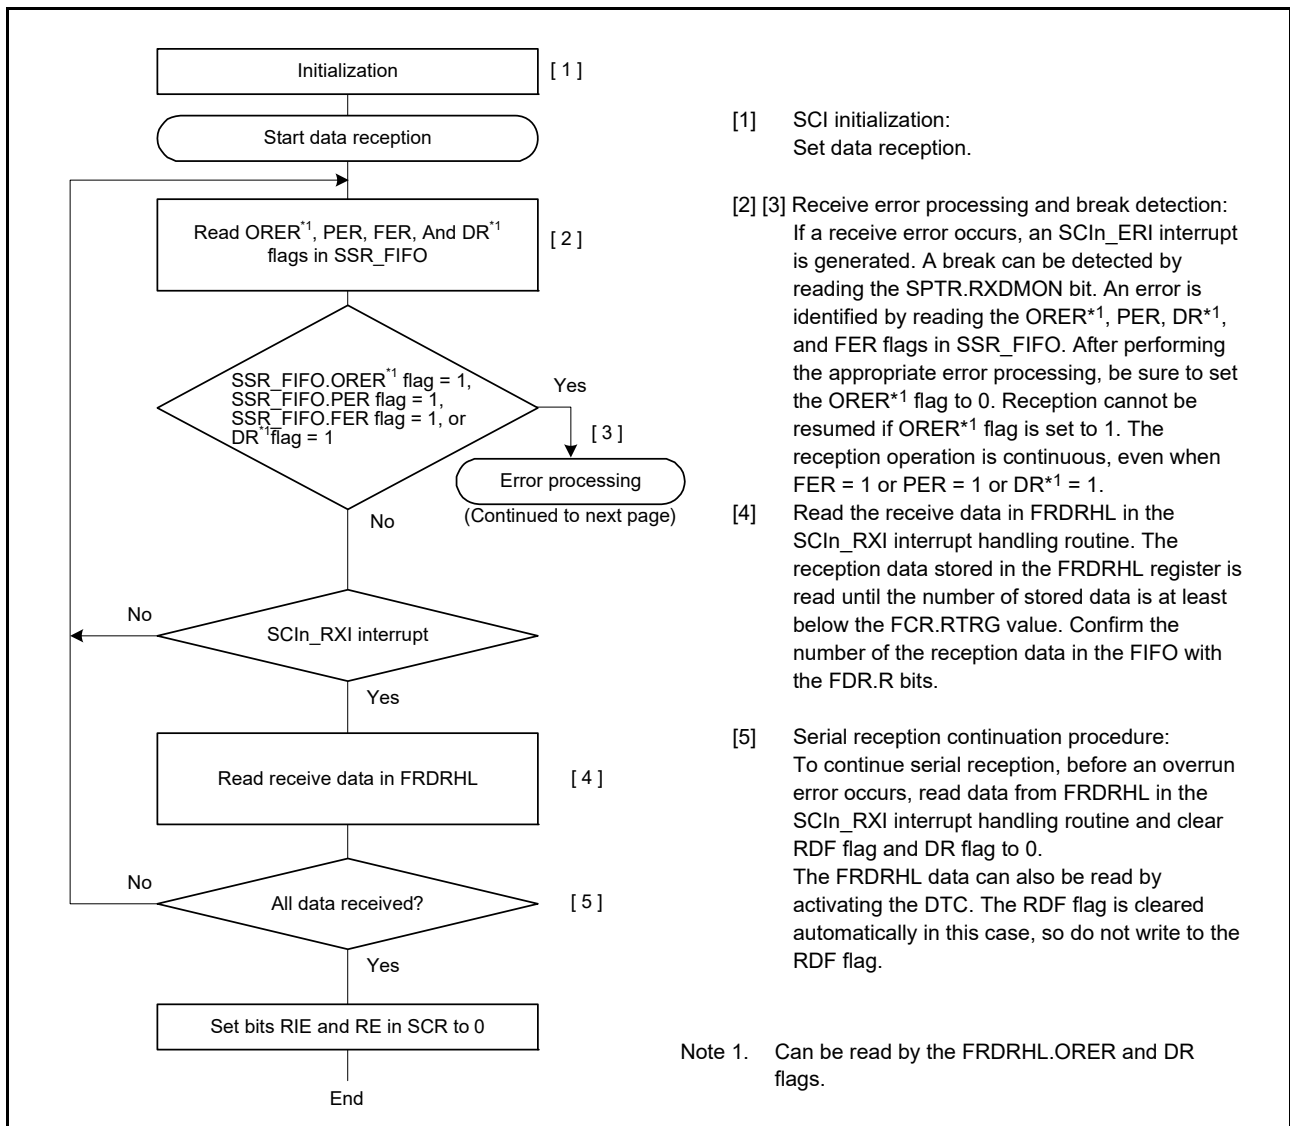 Initialization
[ 1 ]
Start data reception
Read ORER*1, PER, FER, And DR*1
flags in SSR_FIFO
[ 2 ]
SSR_FIFO.ORER*1 flag = 1,
SSR_FIFO.PER flag = 1,
SSR_FIFO.FER flag = 1, or
DR*1flag = 1
Yes
[ 3 ]
Error processing
(Continued to next page)
No
No
SCIn_RXI interrupt
Yes
Read receive data in FRDRHL
[ 4 ]
No
All data received?
[ 5 ]
Yes
Set bits RIE and RE in SCR to 0
End
[1] SCI initialization:
Set data reception.
[2] [3] Receive error processing and break detection:
If a receive error occurs, an SCIn_ERI interrupt
is generated. A break can be detected by
reading the SPTR.RXDMON bit. An error is
identified by reading the ORER*1, PER, DR*1,
and FER flags in SSR_FIFO. After performing
the appropriate error processing, be sure to set
the ORER*1 flag to 0. Reception cannot be
resumed if ORER*1 flag is set to 1. The
reception operation is continuous, even when
FER = 1 or PER = 1 or DR*1 = 1.
[4] Read the receive data in FRDRHL in the
SCIn_RXI interrupt handling routine. The
reception data stored in the FRDRHL register is
read until the number of stored data is at least
below the FCR.RTRG value. Confirm the
number of the reception data in the FIFO with
the FDR.R bits.
[5] Serial reception continuation procedure:
To continue serial reception, before an overrun
error occurs, read data from FRDRHL in the
SCIn_RXI interrupt handling routine and clear
RDF flag and DR flag to 0.
The FRDRHL data can also be read by
activating the DTC. The RDF flag is cleared
automatically in this case, so do not write to the
RDF flag.
Note 1. Can be read by the FRDRHL.ORER and DR
flags.